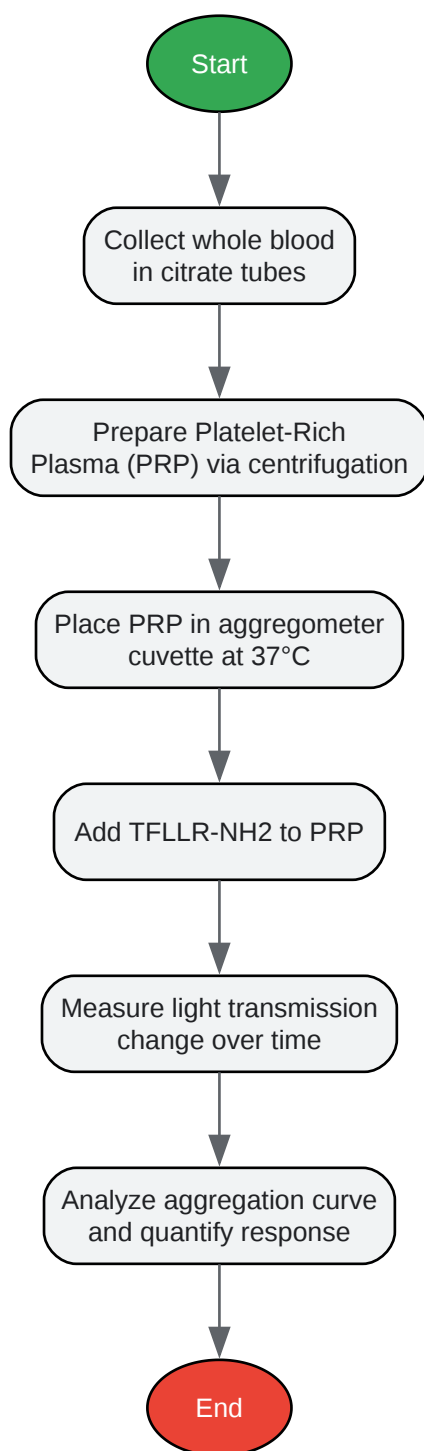 Start
Collect whole blood
in citrate tubes
Prepare Platelet-Rich
Plasma (PRP) via centrifugation
Place PRP in aggregometer
cuvette at 37°C
Add TFLLR-NH2 to PRP
Measure light transmission
change over time
Analyze aggregation curve
and quantify response
End